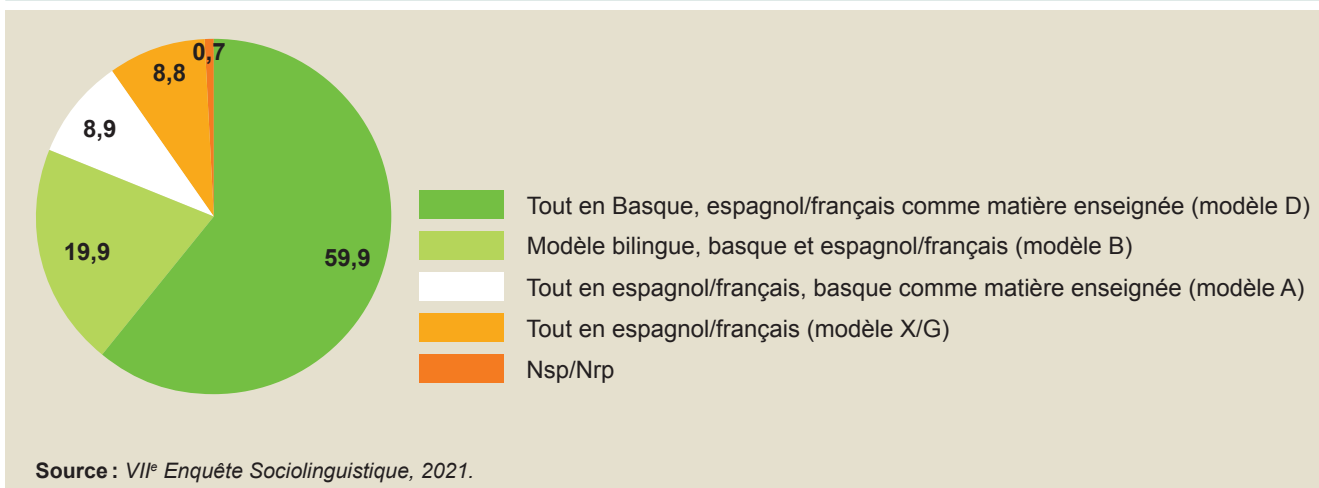 0,7
8,8
8,9
19,9
59,9
Tout en Basque, espagnol/français comme matière enseignée (modèle D)
Modèle bilingue, basque et espagnol/français (modèle B)
Tout en espagnol/français, basque comme matière enseignée (modèle A)
Tout en espagnol/français (modèle X/G)
Nsp/Nrp
Source : VIIᵉ Enquête Sociolinguistique, 2021.